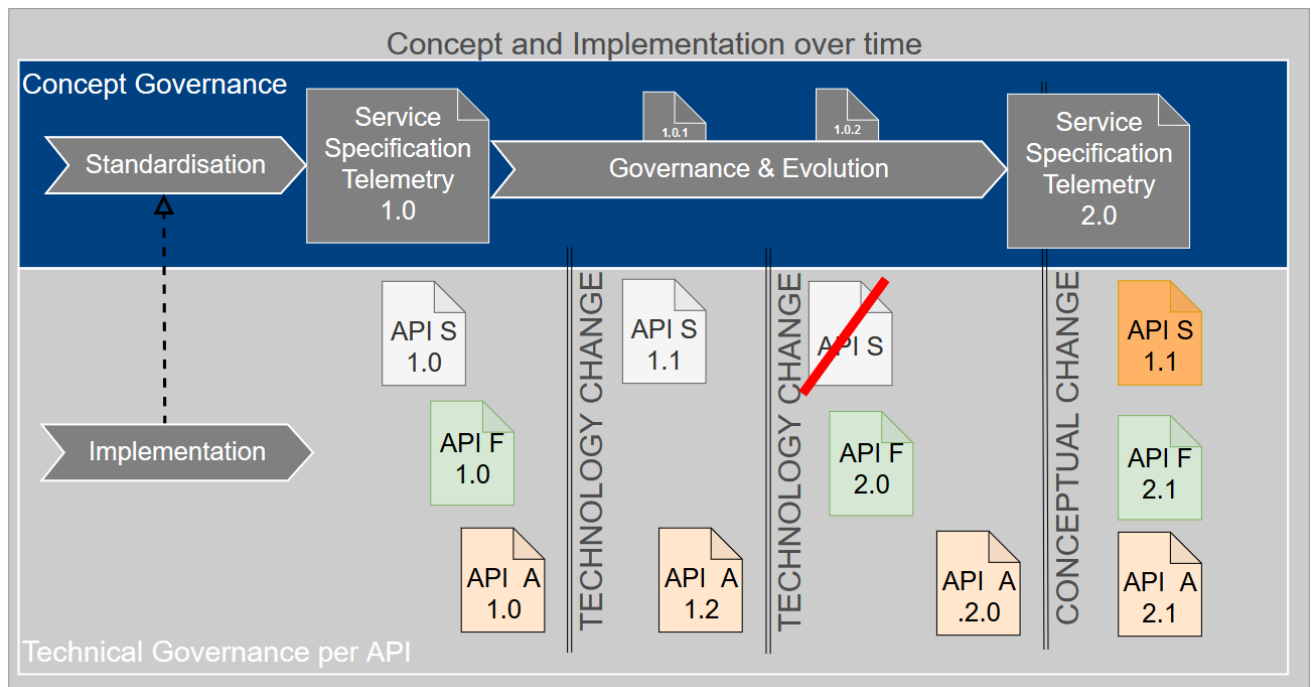 Concept and Implementation over time
Concept Governance
Standardisation
Service
Specification
Telemetry
1.0
1.0.1
1.0.2
Governance & Evolution
Service
Specification
Telemetry
2.0
Implementation
API S
1.0
API F
1.0
API A
1.0
TECHNOLOGY CHANGE
API S
1.1
API A
1.2
TECHNOLOGY CHANGE
API S
API F
2.0
API A
.2.0
CONCEPTUAL CHANGE
API S
1.1
API F
2.1
API A
2.1
Technical Governance per API